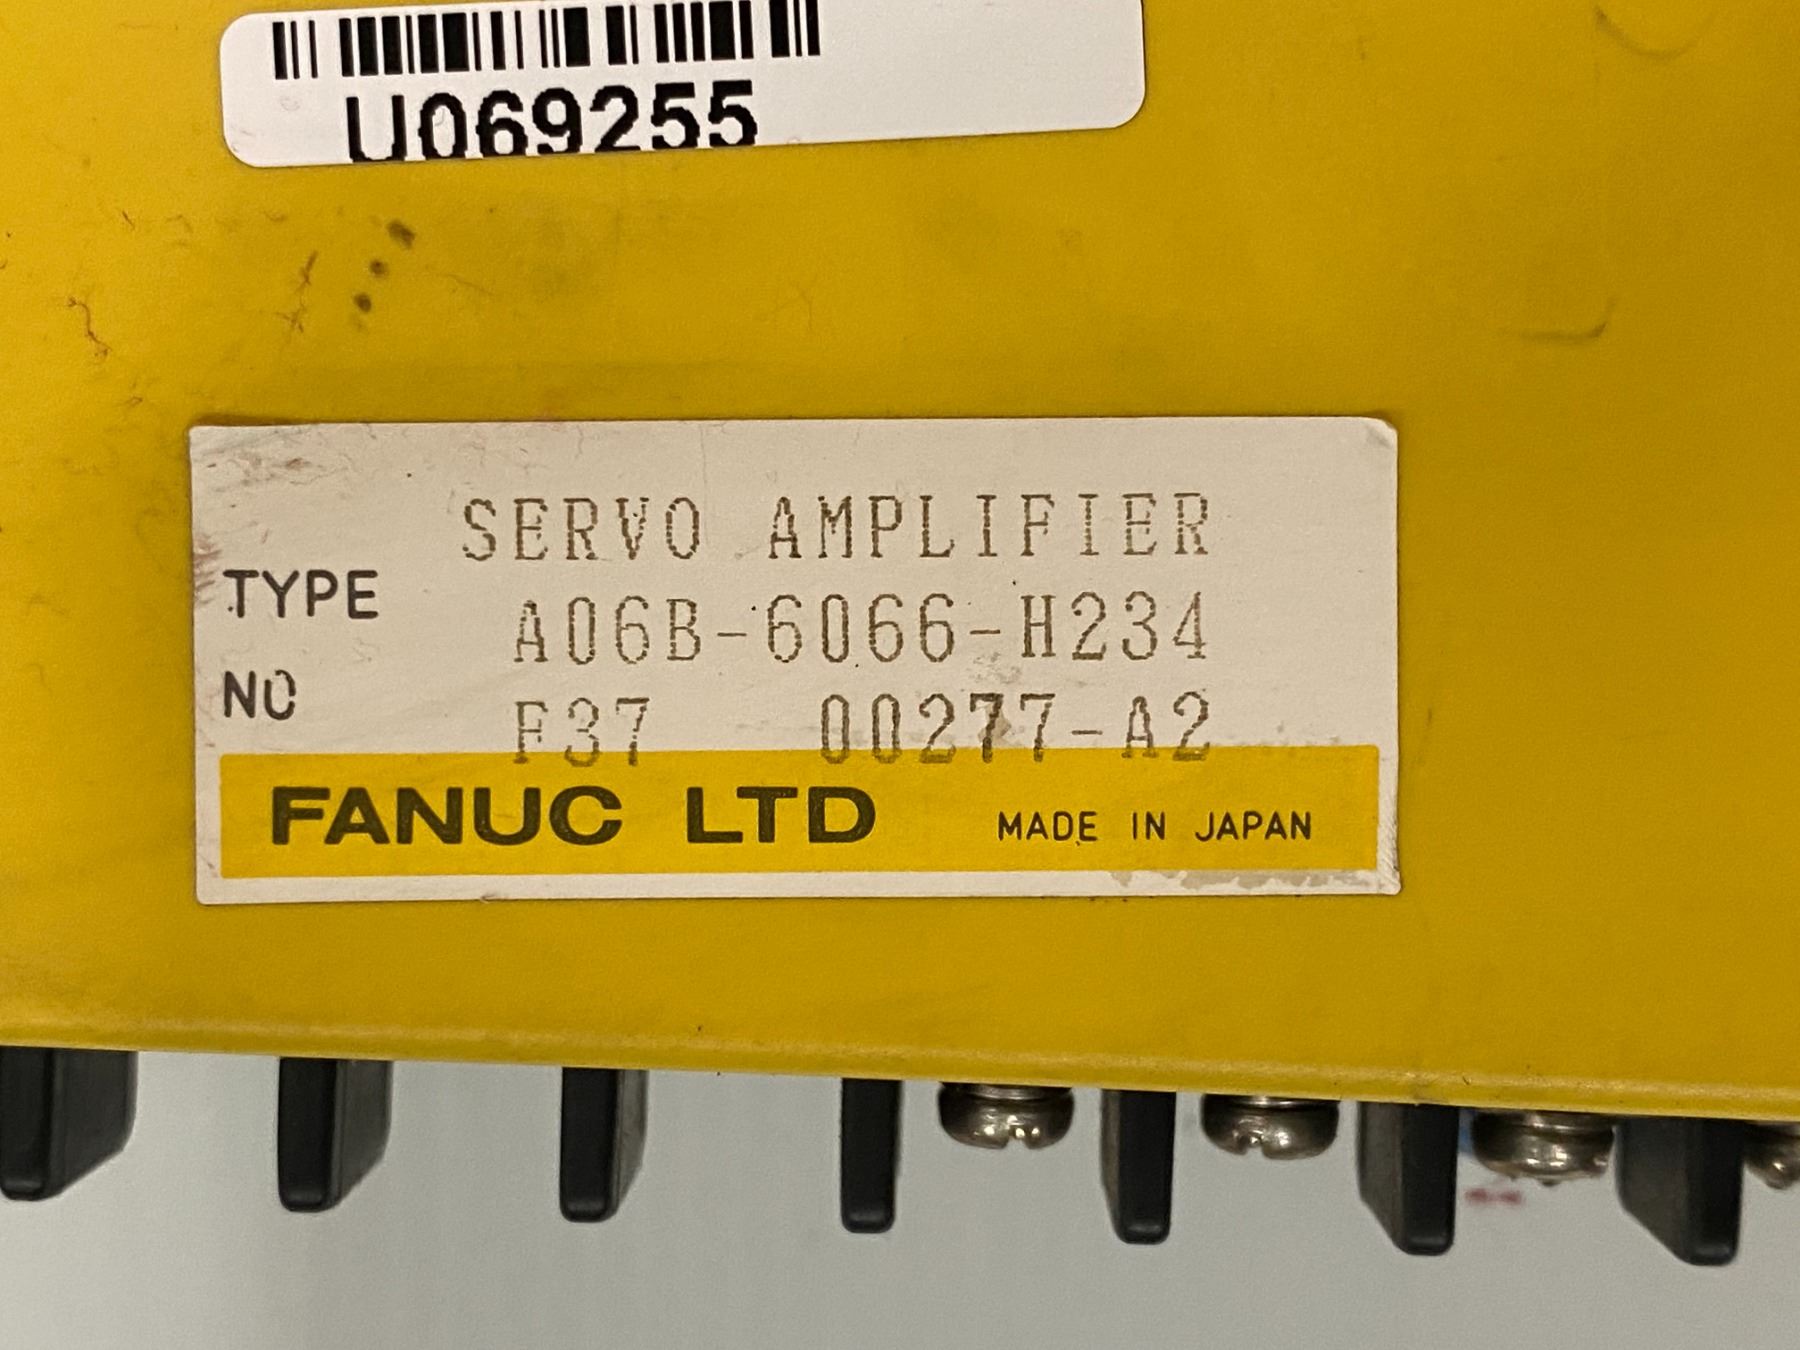 U069255
SERVO AMPLIFIER
TYPE A06B-6066-H234
NO F37 00277-A2
FANUC LTD MADE IN JAPAN